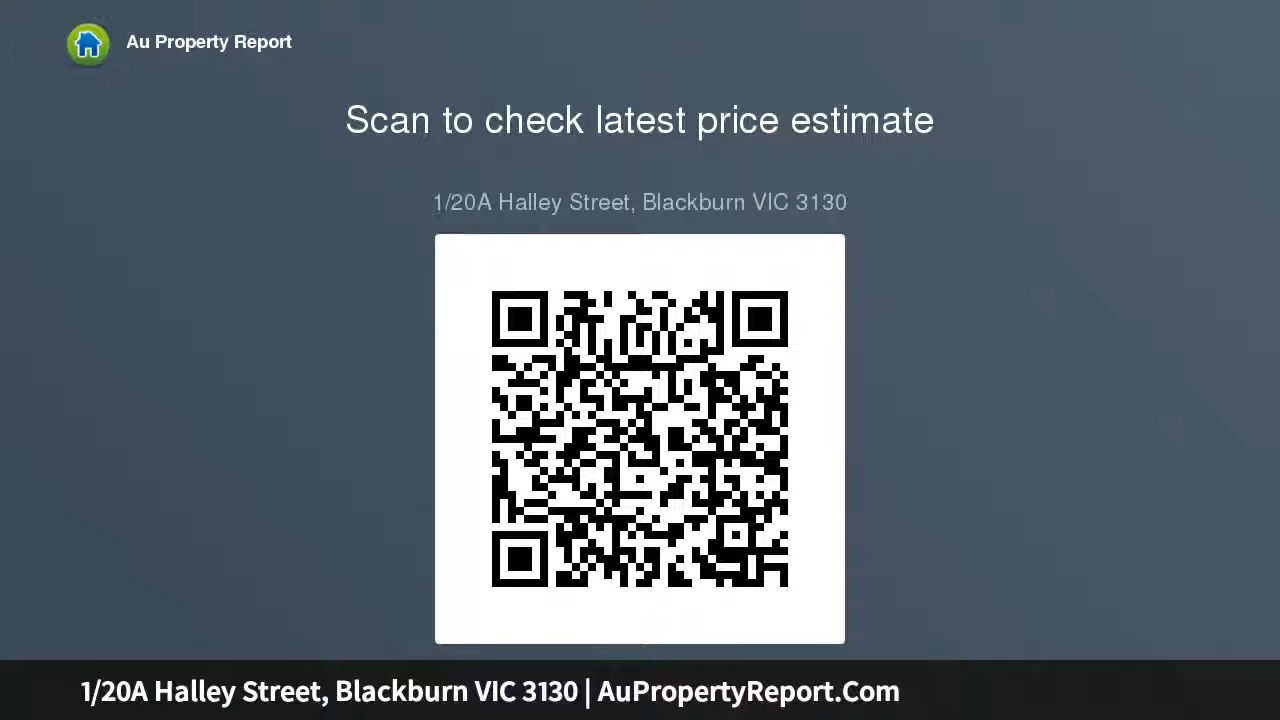 Au Property Report
Scan to check latest price estimate
1/20A Halley Street, Blackburn VIC 3130
1/20A Halley Street, Blackburn VIC 3130 | AuPropertyReport.Com